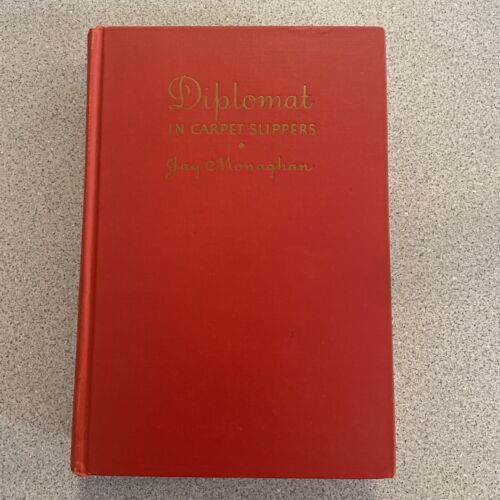 Diplomat
IN CARPET SLIPPERS
Jay Monaghan